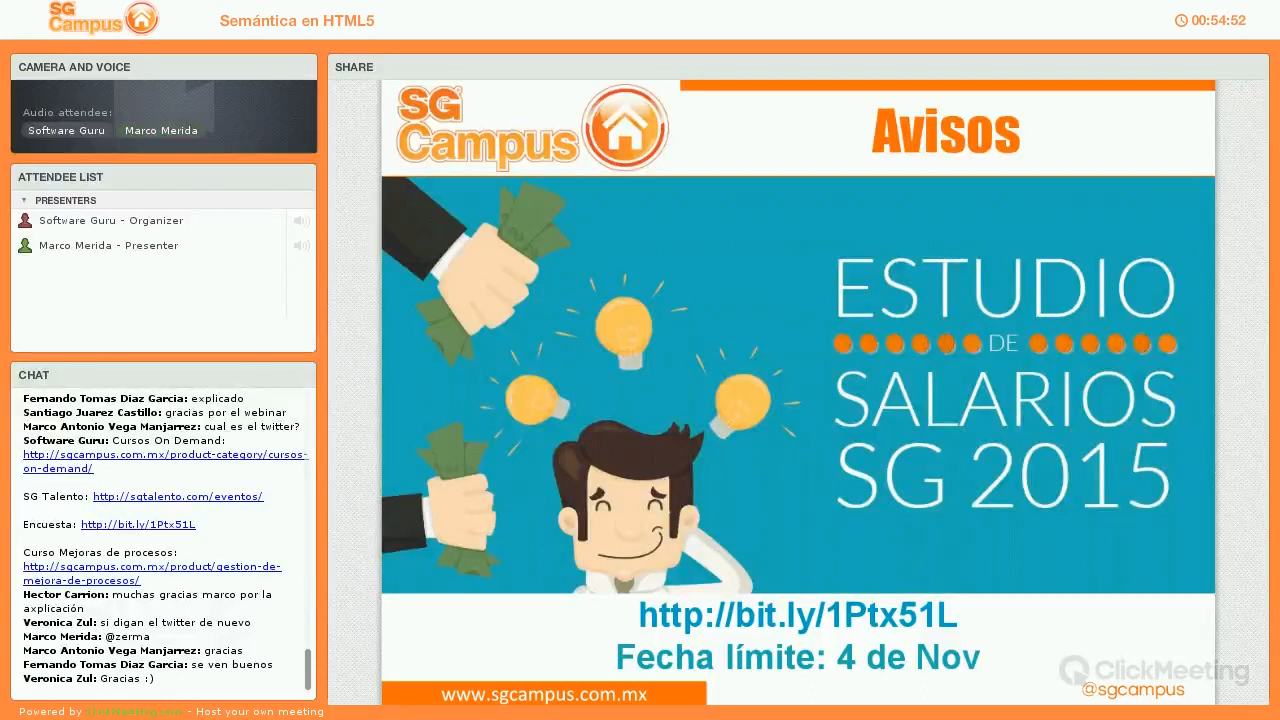 SG
Campus
Semántica en HTML5
00:54:52
CAMERA AND VOICE
Audio attendee:
Software Guru
Marco Merida
ATTENDEE LIST
PRESENTERS
Software Guru - Organizer
Marco Merida - Presenter
CHAT
Fernando Tomas Diaz Garcia: explicado
Santiago Juarez Castillo: gracias por el webinar
Marco Antonio Vega Manjarrez: cual es el twitter?
Software Guru: Cursos On Demand:
http://sgcampus.com.mx/product-category/cursos-
on-demand/
SG Talento: http://sgtalento.com/eventos/
Encuesta: http://bit.ly/1Ptx51L
Curso Mejoras de procesos:
http://sgcampus.com.mx/product/gestion-de-
mejora-de-procesos/
Hector Carrion: muchas gracias marco por la
axplicación
Veronica Zul: si digan el twitter de nuevo
Marco Merida: @zerma
Marco Antonio Vega Manjarrez: gracias
Fernando Tomas Diaz Garcia: se ven buenos
Veronica Zul: Gracias :)
Powered by ClickMeeting.com - Host your own meeting
SHARE
SG
Campus
Avisos
ESTUDIO
DE
SALARIOS
SG 2015
http://bit.ly/1Ptx51L
Fecha límite: 4 de Nov
www.sgcampus.com.mx
ClickMeeting
@sgcampus